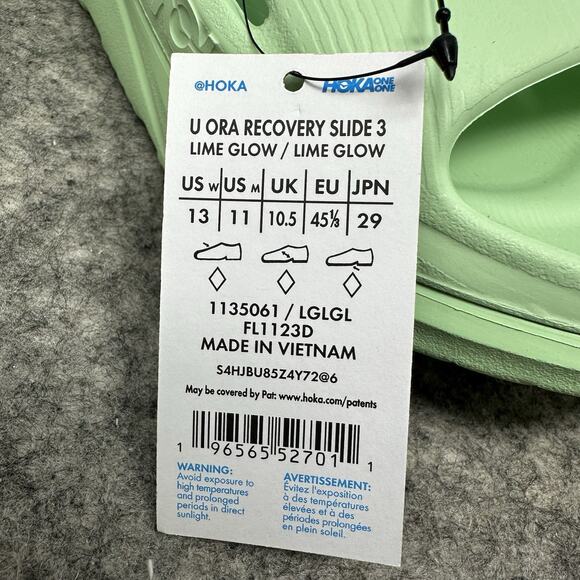 @HOKA
HOKA ONE ONE
U ORA RECOVERY SLIDE 3
LIME GLOW / LIME GLOW
US W US M UK EU JPN
13 11 10.5 45⅓ 29
1135061 / LGLGL
FL1123D
MADE IN VIETNAM
S4HJBU85Z4Y72@6
May be covered by Pat: www.hoka.com/patents
1 96565 52701 1
WARNING:
Avoid exposure to
high temperatures
and prolonged
periods in direct
sunlight.
AVERTISSEMENT:
Évitez l'exposition
à des températures
élevées et à des
périodes prolongées
en plein soleil.